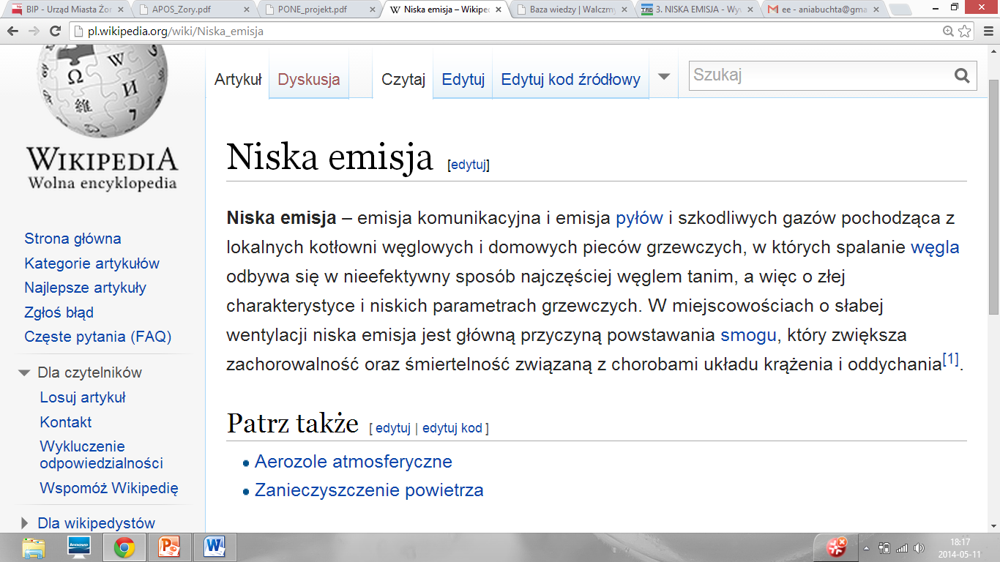 BIP - Urząd Miasta Żor
APOS_Zory.pdf
PONE_projekt.pdf
Niska emisja – Wikipe
Baza wiedzy | Walczmy
3. NISKA EMISJA - Wy
ee - aniabuchta@gma
pl.wikipedia.org/wiki/Niska_emisja
WIKIPEDIA
Wolna encyklopedia
Strona główna
Kategorie artykułów
Najlepsze artykuły
Zgłoś błąd
Częste pytania (FAQ)
Dla czytelników
Losuj artykuł
Kontakt
Wykluczenie
odpowiedzialności
Wspomóż Wikipedię
Dla wikipedystów
Artykuł Dyskusja Czytaj Edytuj Edytuj kod źródłowy Szukaj
Niska emisja [edytuj]
Niska emisja – emisja komunikacyjna i emisja pyłów i szkodliwych gazów pochodząca z
lokalnych kotłowni węglowych i domowych pieców grzewczych, w których spalanie węgla
odbywa się w nieefektywny sposób najczęściej węglem tanim, a więc o złej
charakterystyce i niskich parametrach grzewczych. W miejscowościach o słabej
wentylacji niska emisja jest główną przyczyną powstawania smogu, który zwiększa
zachorowalność oraz śmiertelność związaną z chorobami układu krążenia i oddychania[1].
Patrz także [ edytuj | edytuj kod ]
Aerozole atmosferyczne
Zanieczyszczenie powietrza
lenovo
18:17
2014-05-11